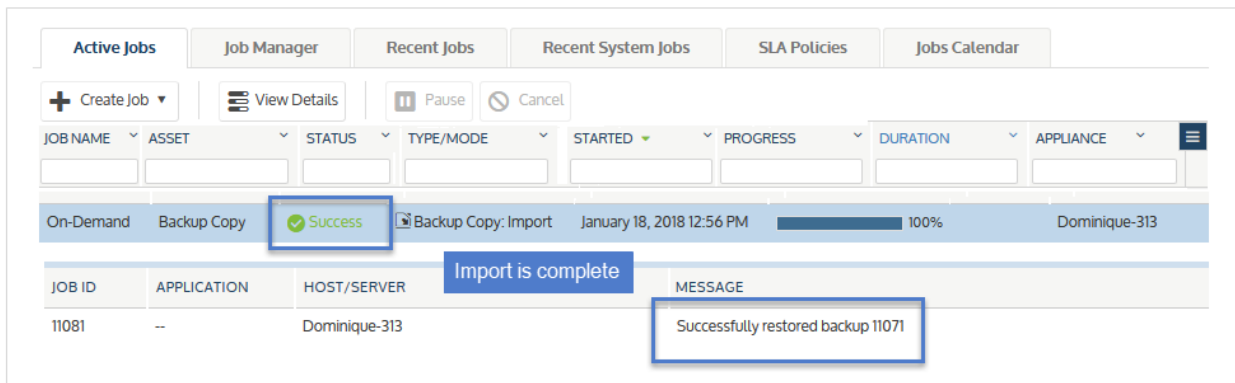 Active Jobs Job Manager Recent Jobs Recent System Jobs SLA Policies Jobs Calendar
Create Job View Details Pause Cancel
JOB NAME ASSET STATUS TYPE/MODE STARTED PROGRESS DURATION APPLIANCE
On-Demand Backup Copy Success Backup Copy: Import January 18, 2018 12:56 PM 100% Dominique-313
Import is complete
JOB ID APPLICATION HOST/SERVER MESSAGE
11081 -- Dominique-313 Successfully restored backup 11071